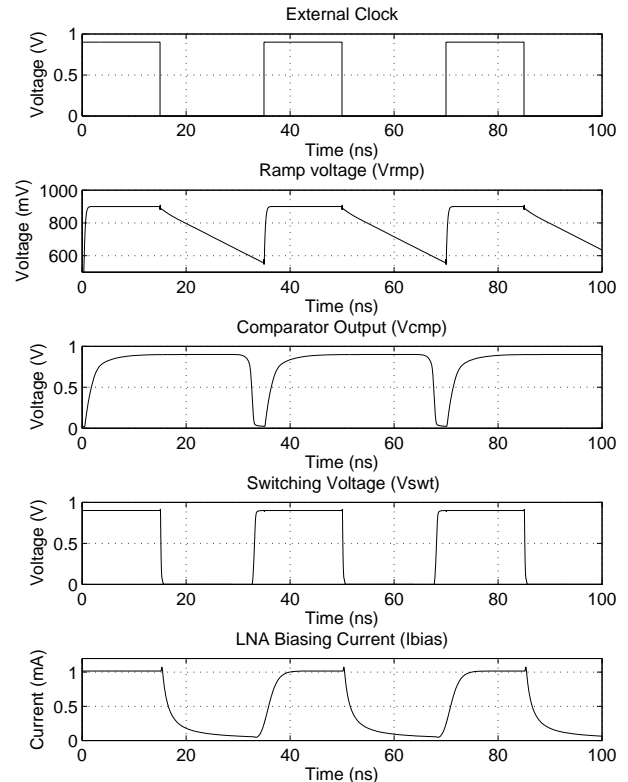 External Clock
1
0.5
0
Voltage (V)
0 20 40 60 80 100
Time (ns)
Ramp voltage (Vrmp)
1000
800
600
Voltage (mV)
0 20 40 60 80 100
Time (ns)
Comparator Output (Vcmp)
1
0.5
0
Voltage (V)
0 20 40 60 80 100
Time (ns)
Switching Voltage (Vswt)
1
0.5
0
Voltage (V)
0 20 40 60 80 100
Time (ns)
LNA Biasing Current (Ibias)
1
0.5
0
Current (mA)
0 20 40 60 80 100
Time (ns)